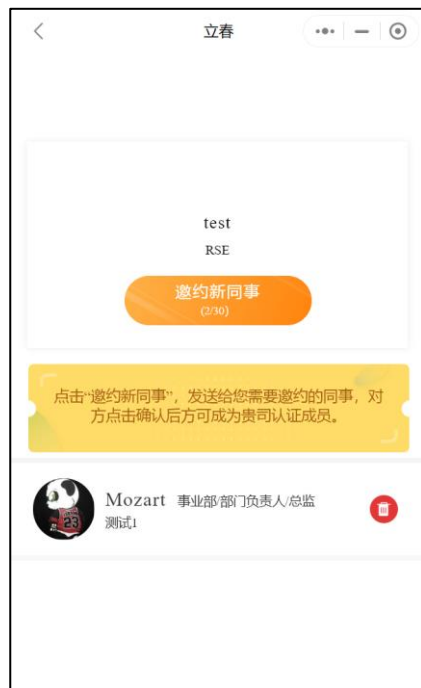 立春
test
RSE
邀约新同事
(2/30)
点击“邀约新同事”，发送给您需要邀约的同事，对
方点击确认后方可成为贵司认证成员。
Mozart 事业部/部门负责人/总监
测试1
23